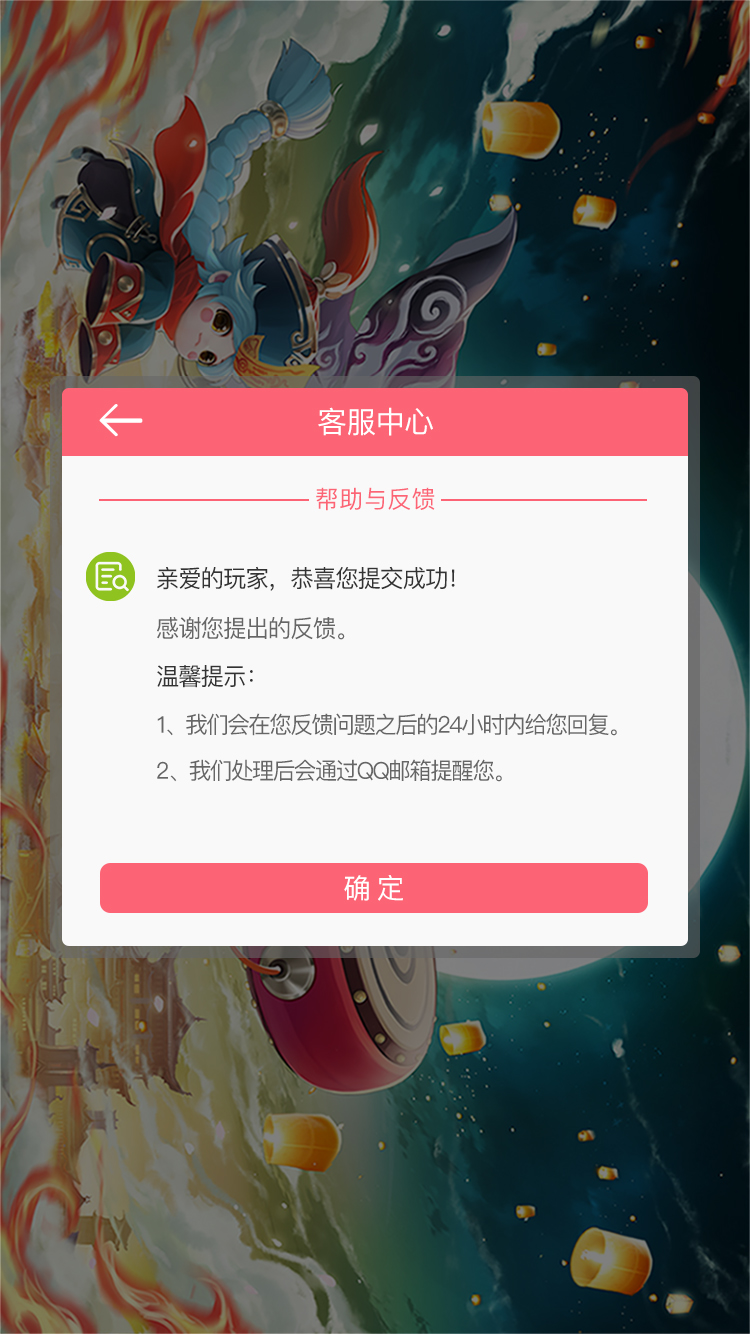 客服中心
帮助与反馈
亲爱的玩家，恭喜您提交成功！
感谢您提出的反馈。
温馨提示：
1、我们会在您反馈问题之后的24小时内给您回复。
2、我们处理后会通过QQ邮箱提醒您。
确 定